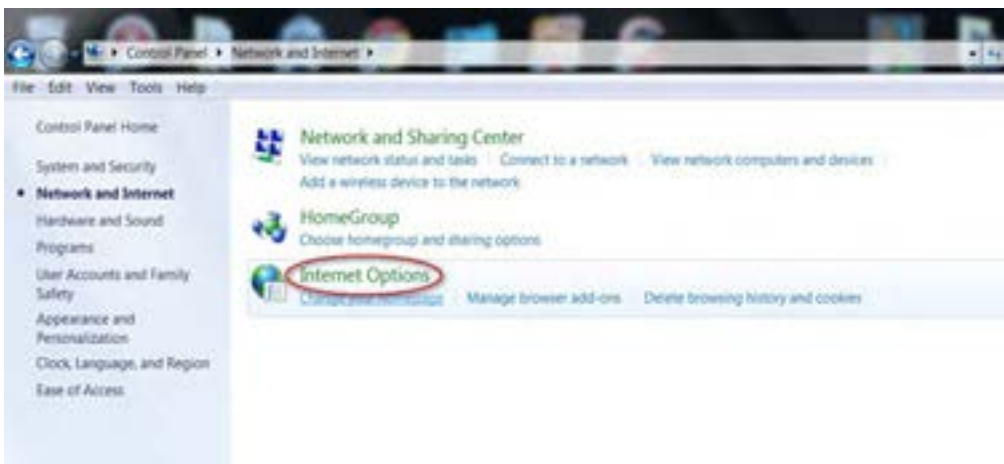 Control Panel Network and Internet
File Edit View Tools Help
Control Panel Home
System and Security
Network and Internet
Hardware and Sound
Programs
User Accounts and Family
Safety
Appearance and
Personalization
Clock, Language, and Region
Ease of Access
Network and Sharing Center
View network status and tasks Connect to a network View network computers and devices
Add a wireless device to the network
HomeGroup
Choose homegroup and sharing options
Internet Options
Change your homepage Manage browser add-ons Delete browsing history and cookies